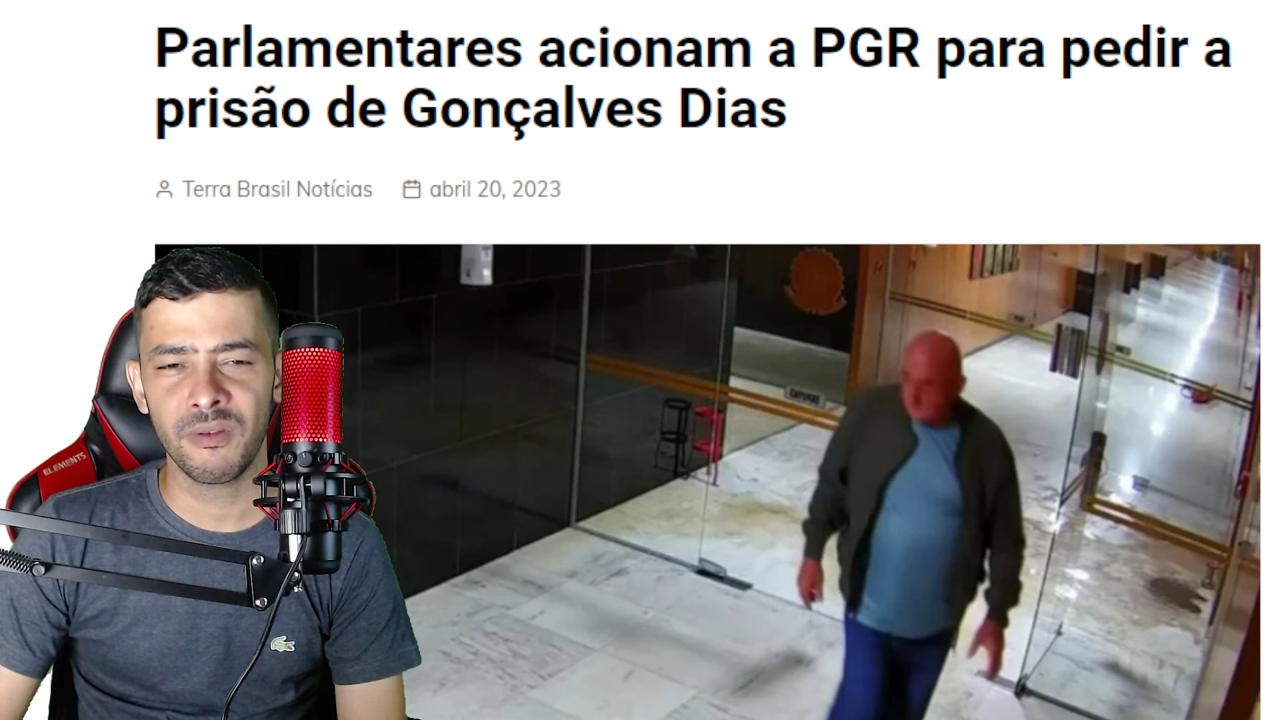 Parlamentares acionam a PGR para pedir a
prisão de Gonçalves Dias
Terra Brasil Notícias abril 20, 2023
ELEMENTS